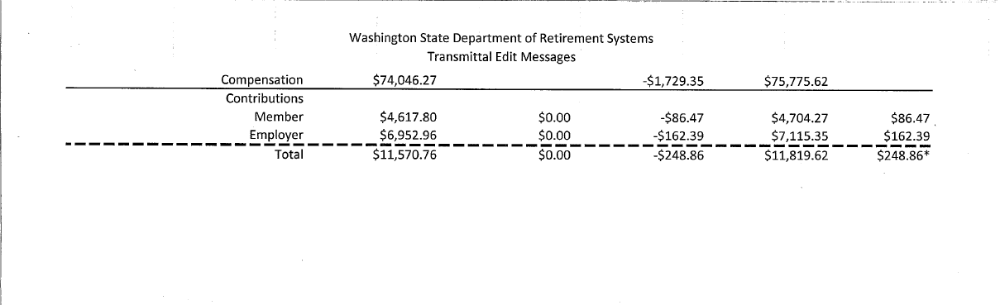 Washington State Department of Retirement Systems
Transmittal Edit Messages
Compensation $74,046.27 -$1,729.35 $75,775.62
Contributions
Member $4,617.80 $0.00 -$86.47 $4,704.27 $86.47
Employer $6,952.96 $0.00 -$162.39 $7,115.35 $162.39
Total $11,570.76 $0.00 -$248.86 $11,819.62 $248.86*